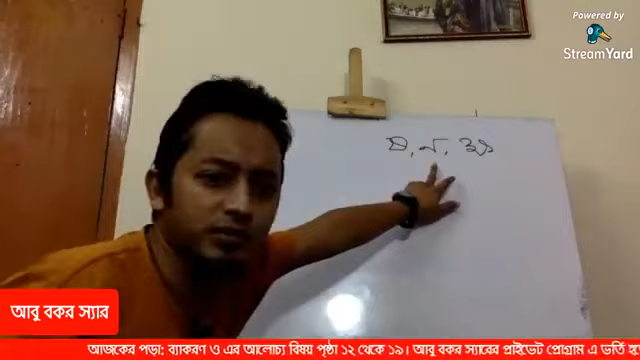 Powered by
StreamYard
আবু বকর স্যার
আজকের পড়া: ব্যাকরণ ও এর আলোচ্য বিষয় পৃষ্ঠা ১২ থেকে ১৯। আবু বকর স্যারের প্রাইভেট প্রোগ্রাম এ ভর্তি